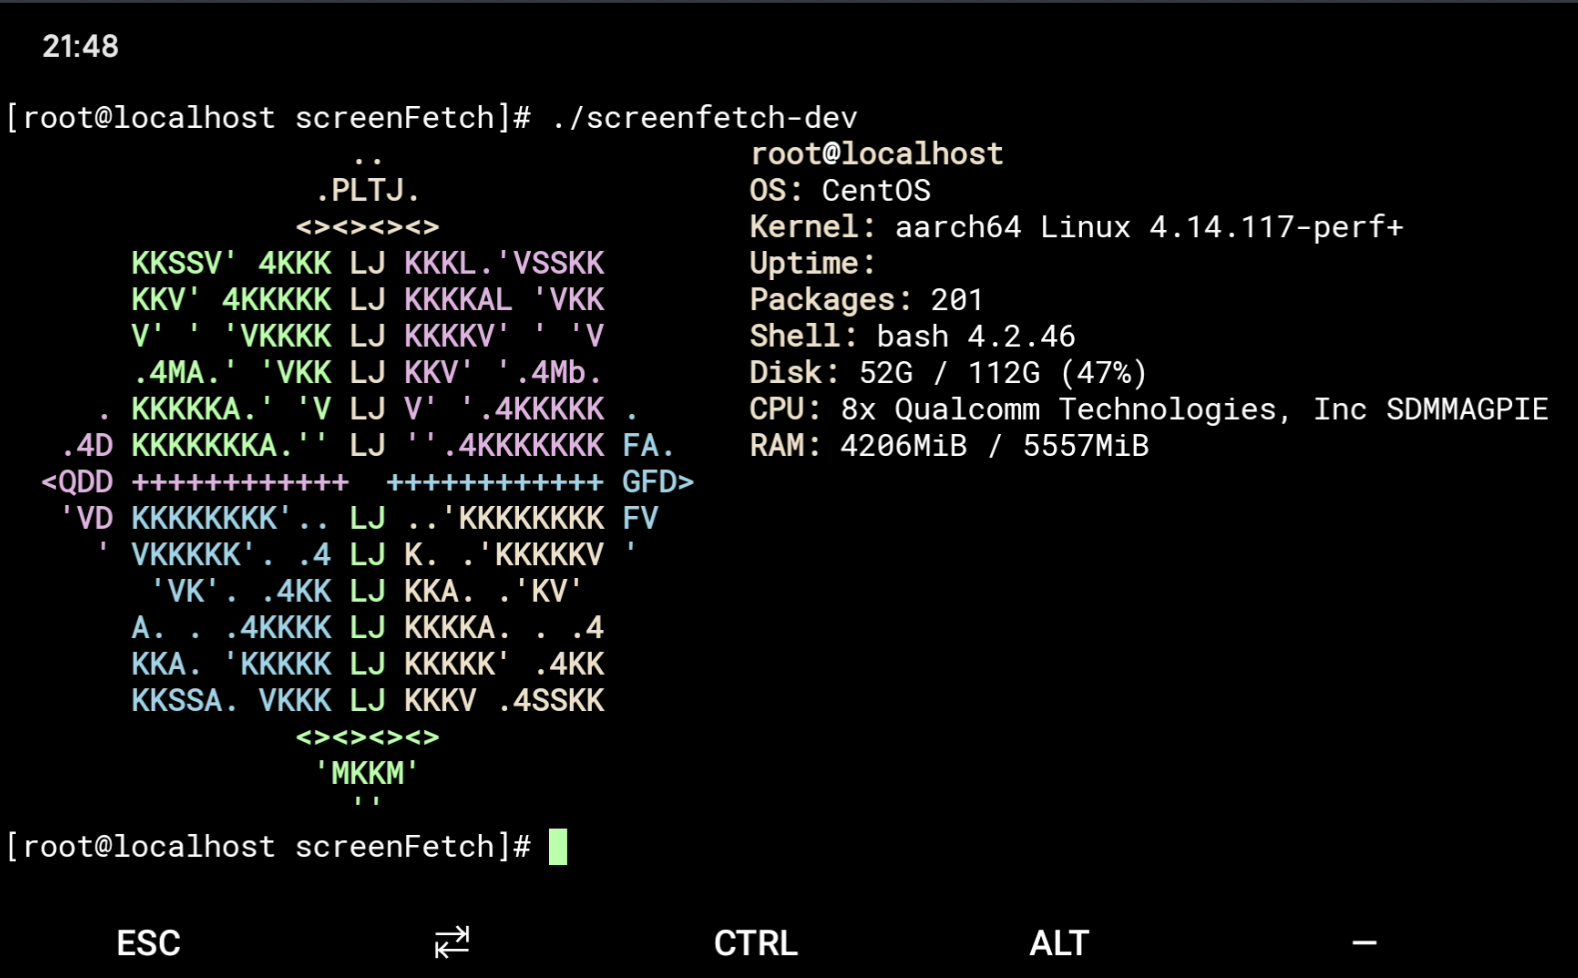 21:48
[root@localhost screenFetch]# ./screenfetch-dev
                   ..                    root@localhost
                 .PLTJ.                  OS: CentOS
                <><><><>                 Kernel: aarch64 Linux 4.14.117-perf+
       KKSSV' 4KKK LJ KKKL.'VSSKK        Uptime:
       KKV' 4KKKKK LJ KKKKAL 'VKK        Packages: 201
       V' ' 'VKKKK LJ KKKKV' ' 'V        Shell: bash 4.2.46
       .4MA.' 'VKK LJ KKV' '.4Mb.        Disk: 52G / 112G (47%)
     . KKKKKA.' 'V LJ V' '.4KKKKK .      CPU: 8x Qualcomm Technologies, Inc SDMMAGPIE
   .4D KKKKKKKA.'' LJ ''.4KKKKKKK FA.    RAM: 4206MiB / 5557MiB
  <QDD ++++++++++++  ++++++++++++ GFD>
   'VD KKKKKKKK'.. LJ ..'KKKKKKKK FV
     ' VKKKKK'. .4 LJ K. .'KKKKKV '
        'VK'. .4KK LJ KKA. .'KV'
       A. . .4KKKK LJ KKKKA. . .4
       KKA. 'KKKKK LJ KKKKK' .4KK
       KKSSA. VKKK LJ KKKV .4SSKK
                <><><><>
                 'MKKM'
                   ''
[root@localhost screenFetch]#
ESC ⇄ CTRL ALT —